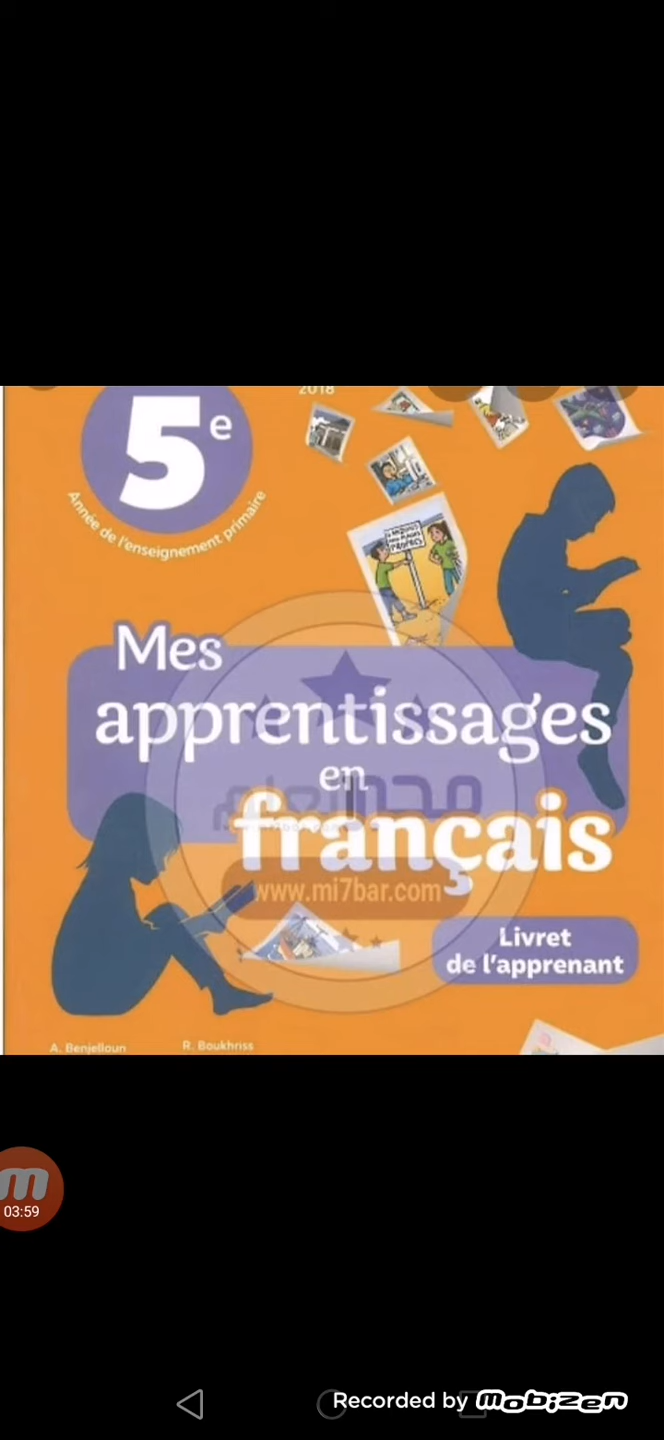 2018
5e
Année de l'enseignement primaire
Mes
apprentissages
en
français
www.mi7bar.com
Livret
de l'apprenant
A. Benjelloun
R. Boukhriss
03:59
Recorded by mobizen